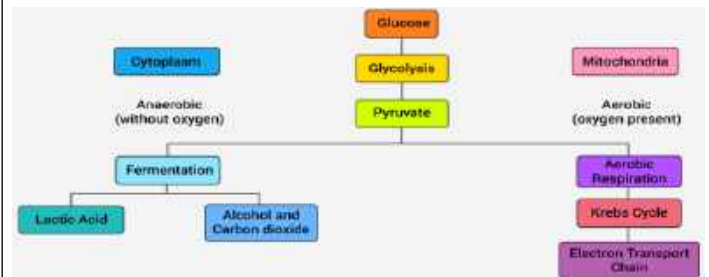 Glucose
Cytoplasm
Glycolysis
Mitochondria
Anaerobic
(without oxygen)
Pyruvate
Aerobic
(oxygen present)
Fermentation
Aerobic
Respiration
Lactic Acid
Alcohol and
Carbon dioxide
Krebs Cycle
Electron Transport
Chain